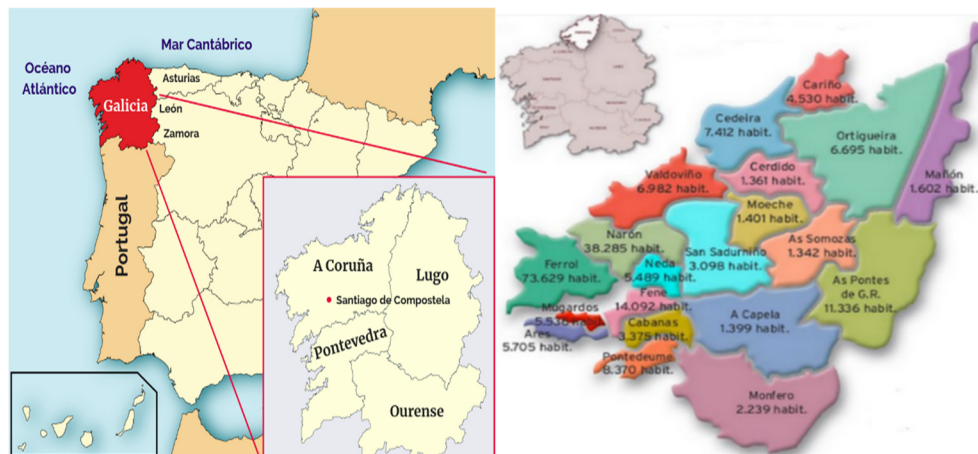 Mar Cantábrico
Océano
Atlántico
Asturias
Galicia
León
Zamora
Portugal
A Coruña
Lugo
Santiago de Compostela
Pontevedra
Ourense
Cariño
4.530 habit.
Cedeira
7.412 habit.
Ortigueira
6.695 habit.
Mañón
1.602 habit.
Cerdido
1.361 habit.
Valdoviño
6.982 habit.
Moeche
1.401 habit.
Narón
38.285 habit.
San Sadurniño
3.098 habit.
As Somozas
1.342 habit.
Ferrol
73.629 habit.
Neda
5.489 habit.
As Pontes
de G.R.
11.336 habit.
Fene
14.092 habit.
Mugardos
5.538 habit.
A Capela
1.399 habit.
Cabanas
3.375 habit.
Ares
5.705 habit.
Pontedeume
8.370 habit.
Monfero
2.239 habit.